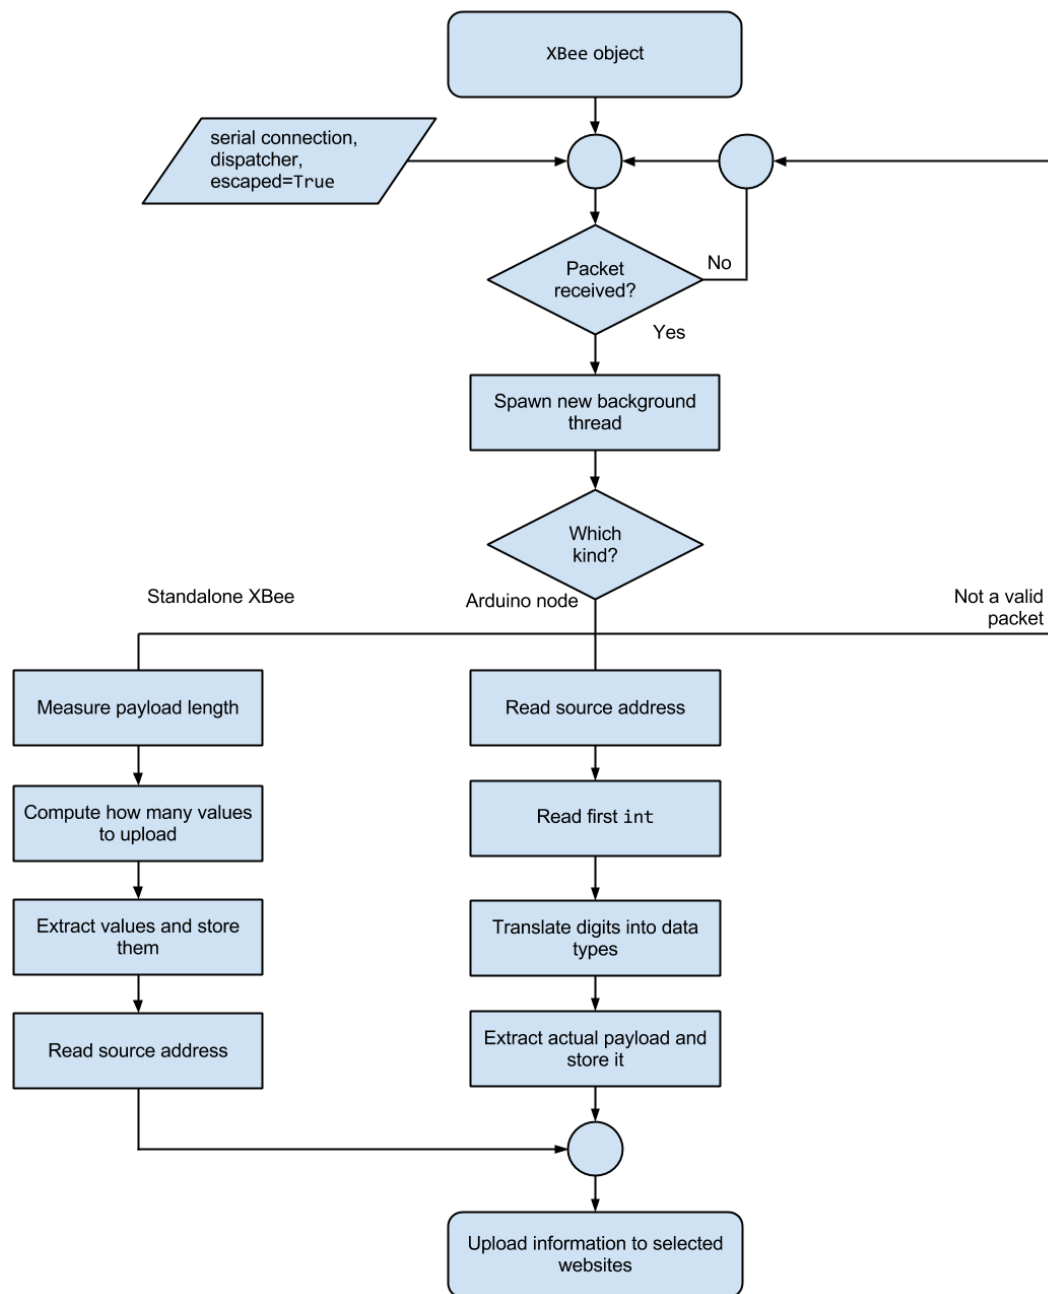 XBee object
serial connection,
dispatcher,
escaped=True
Packet
received?
No
Yes
Spawn new background
thread
Which
kind?
Standalone XBee
Arduino node
Not a valid
packet
Measure payload length
Read source address
Compute how many values
to upload
Read first int
Extract values and store
them
Translate digits into data
types
Read source address
Extract actual payload and
store it
Upload information to selected
websites